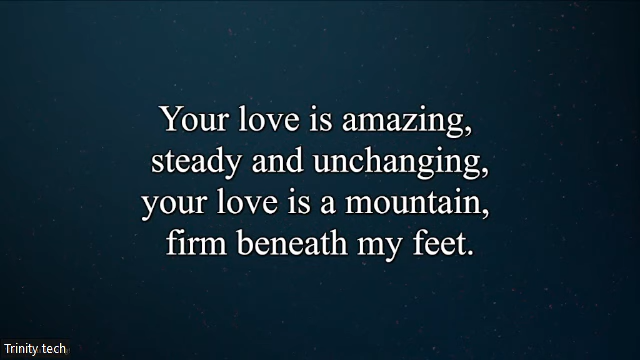 Your love is amazing,
steady and unchanging,
your love is a mountain,
firm beneath my feet.
Trinity tech